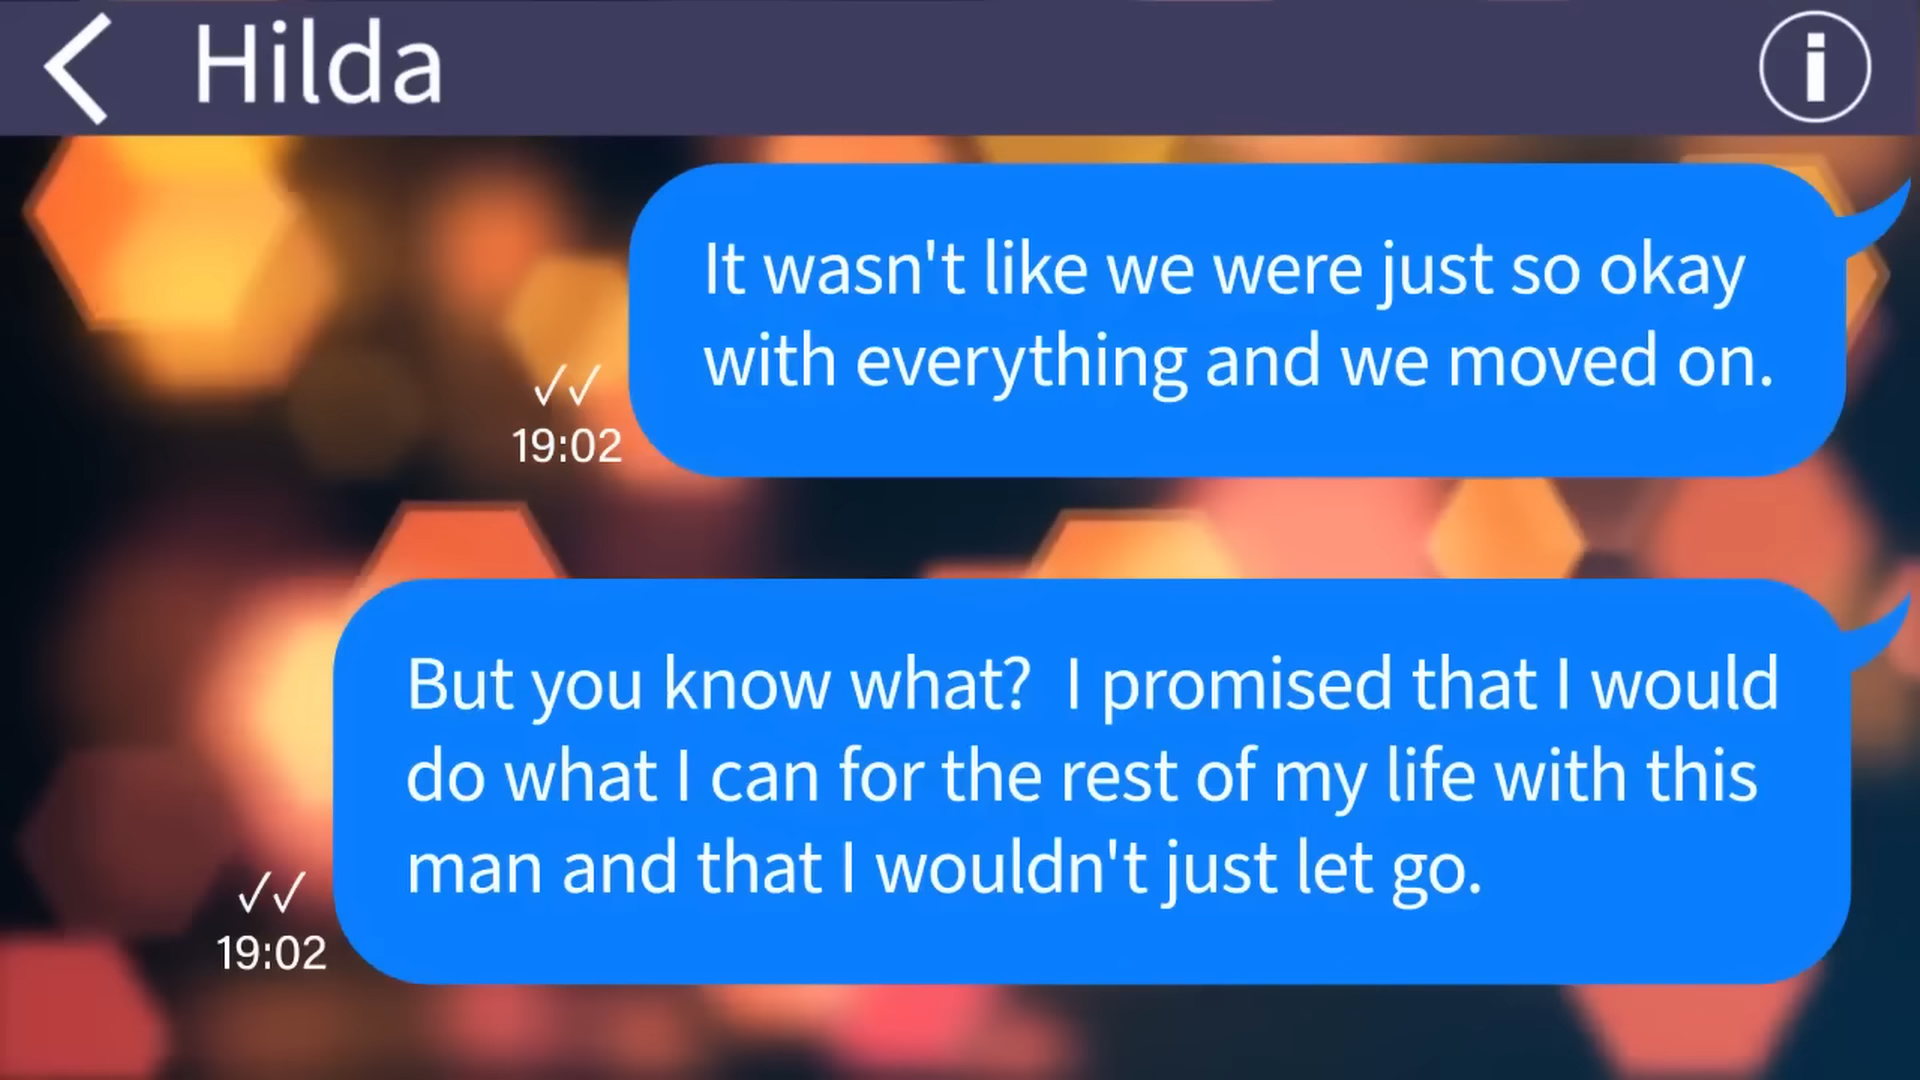 Hilda
It wasn't like we were just so okay
with everything and we moved on.
✓✓
19:02
But you know what?  I promised that I would
do what I can for the rest of my life with this
man and that I wouldn't just let go.
✓✓
19:02